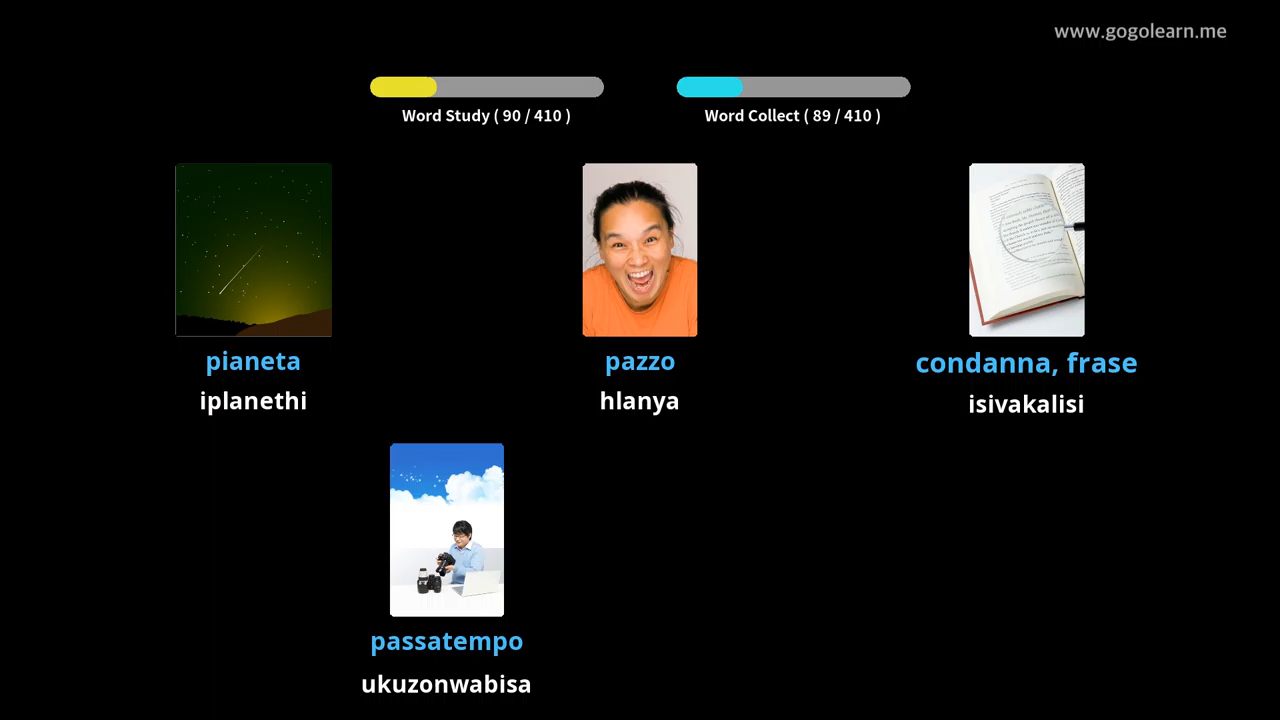 www.gogolearn.me
Word Study ( 90 / 410 )
Word Collect ( 89 / 410 )
pianeta
iplanethi
pazzo
hlanya
condanna, frase
isivakalisi
passatempo
ukuzonwabisa